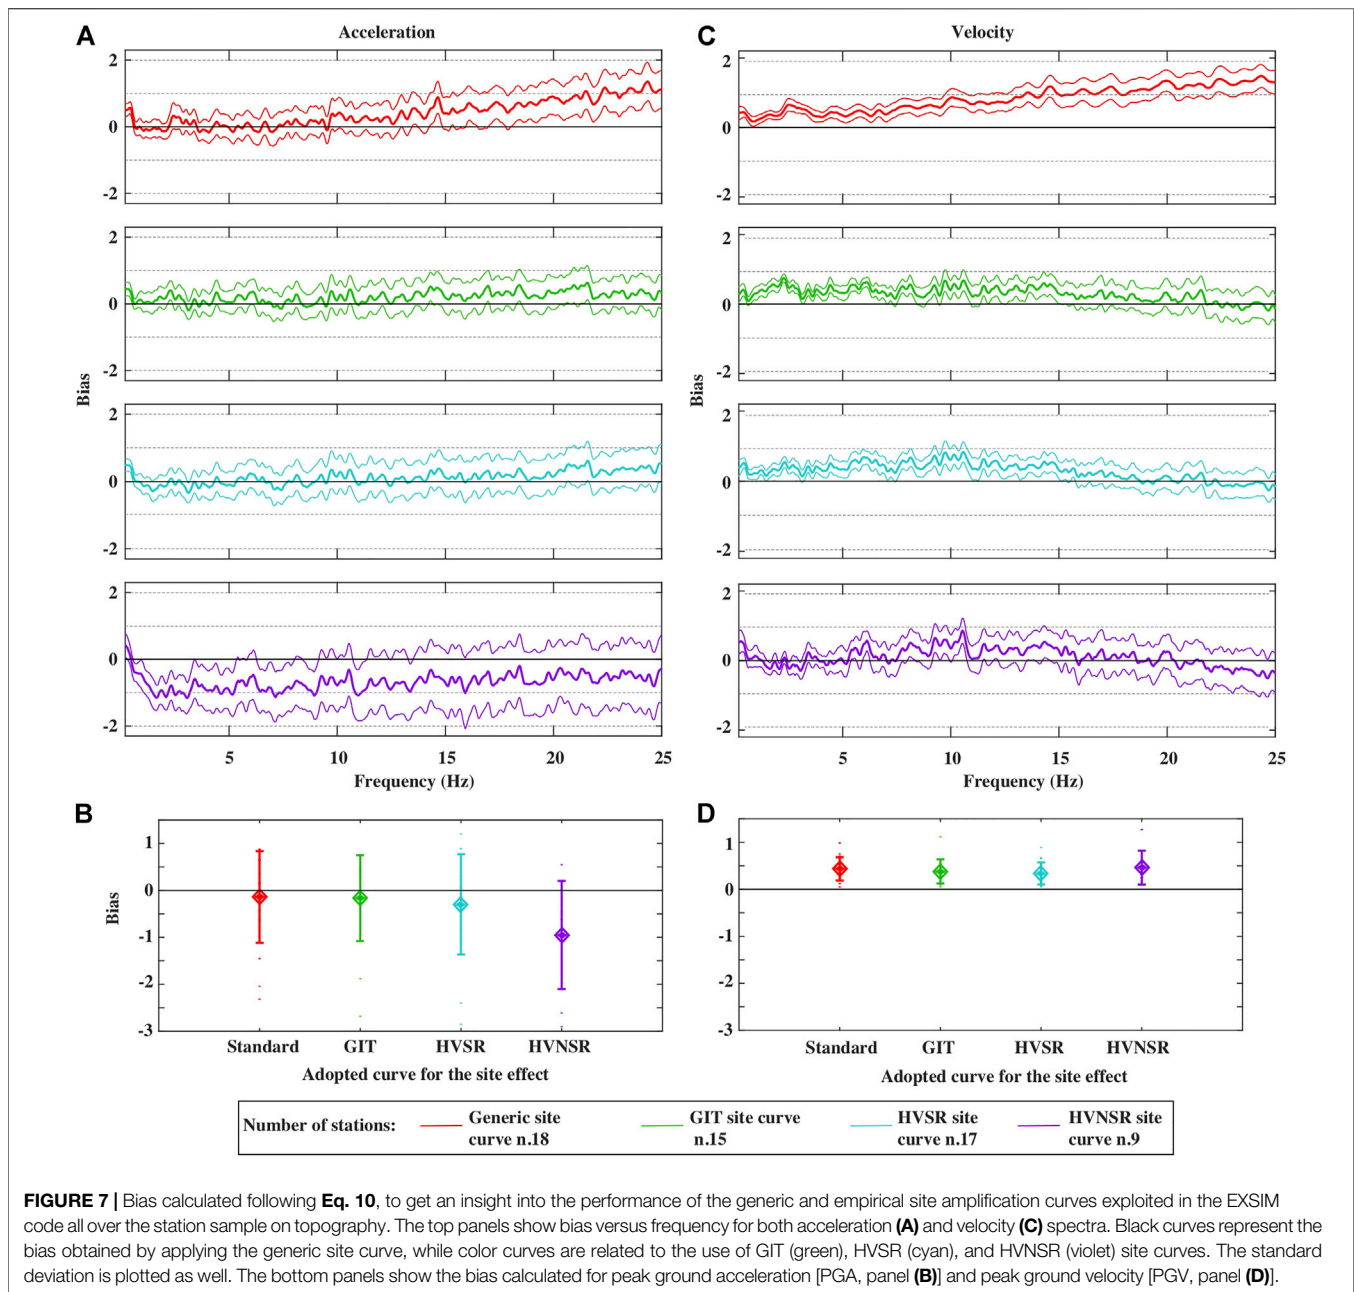 A
Acceleration
2
0
-2
2
0
-2
2
0
-2
2
0
-2
Bias
5
10
15
20
25
Frequency (Hz)
C
Velocity
2
0
-2
2
0
-2
2
0
-2
2
0
-2
Bias
5
10
15
20
25
Frequency (Hz)
B
1
0
-1
-2
-3
Bias
Standard GIT HVSR HVNSR
Adopted curve for the site effect
D
1
0
-1
-2
-3
Standard GIT HVSR HVNSR
Adopted curve for the site effect
Number of stations:
Generic site
curve n.18
GIT site curve
n.15
HVSR site
curve n.17
HVNSR site
curve n.9
FIGURE 7 | Bias calculated following Eq. 10, to get an insight into the performance of the generic and empirical site amplification curves exploited in the EXSIM
code all over the station sample on topography. The top panels show bias versus frequency for both acceleration (A) and velocity (C) spectra. Black curves represent the
bias obtained by applying the generic site curve, while color curves are related to the use of GIT (green), HVSR (cyan), and HVNSR (violet) site curves. The standard
deviation is plotted as well. The bottom panels show the bias calculated for peak ground acceleration [PGA, panel (B)] and peak ground velocity [PGV, panel (D)].